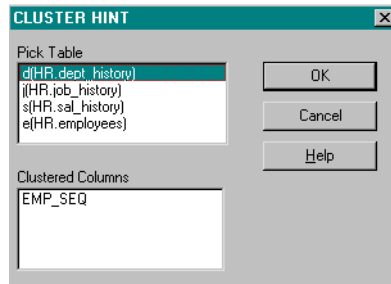 CLUSTER HINT
Pick Table
d(HR.dept_history)
j(HR.job_history)
s(HR.sal_history)
e(HR.employees)
OK
Cancel
Help
Clustered Columns
EMP_SEQ